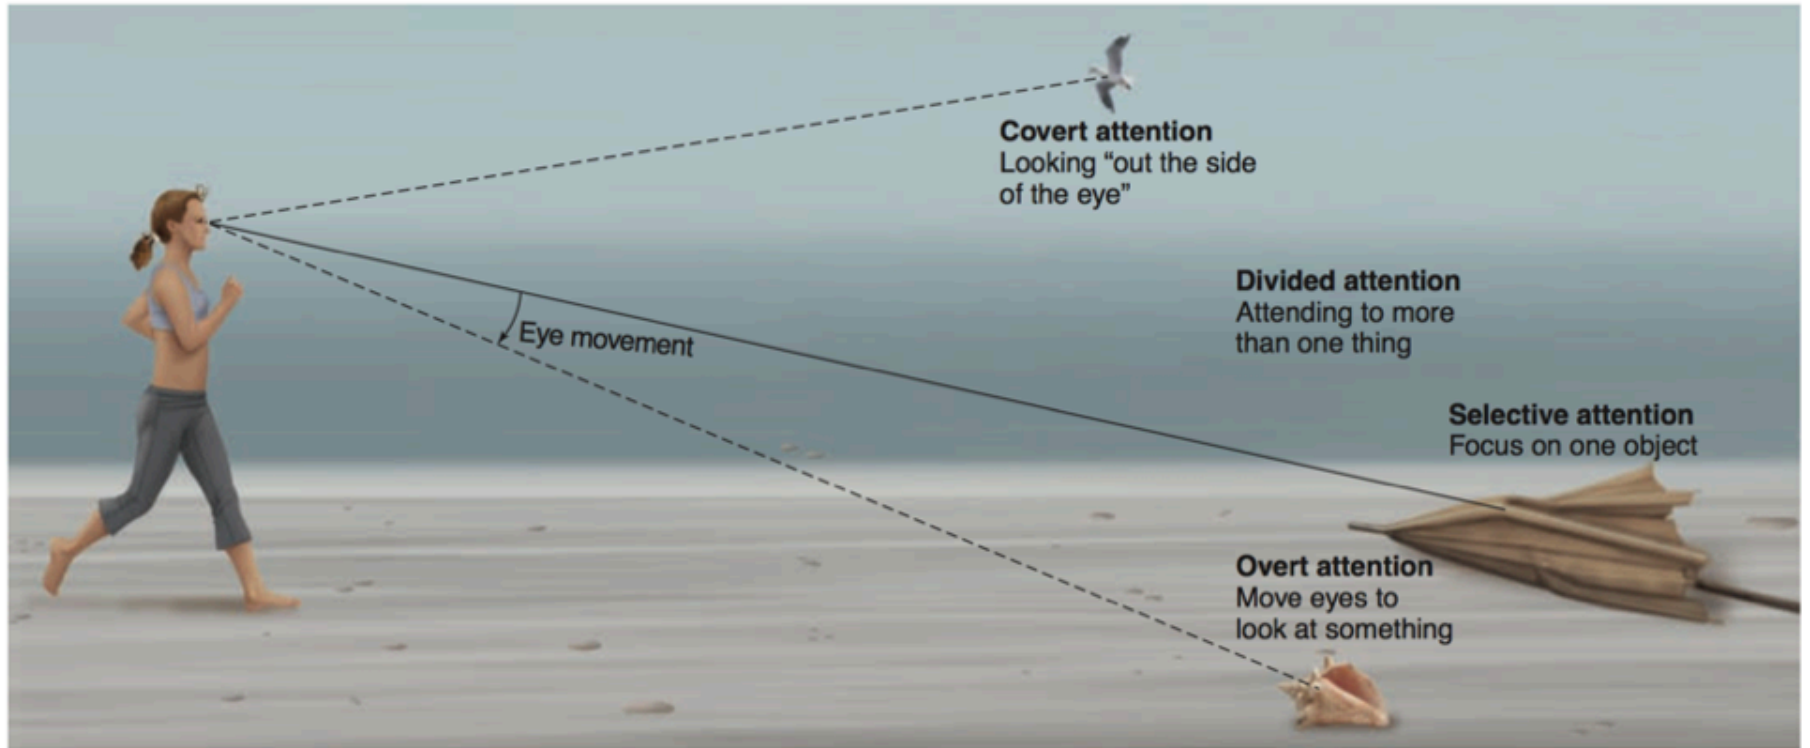 Covert attention
Looking “out the side
of the eye”
Divided attention
Attending to more
than one thing
Eye movement
Selective attention
Focus on one object
Overt attention
Move eyes to
look at something